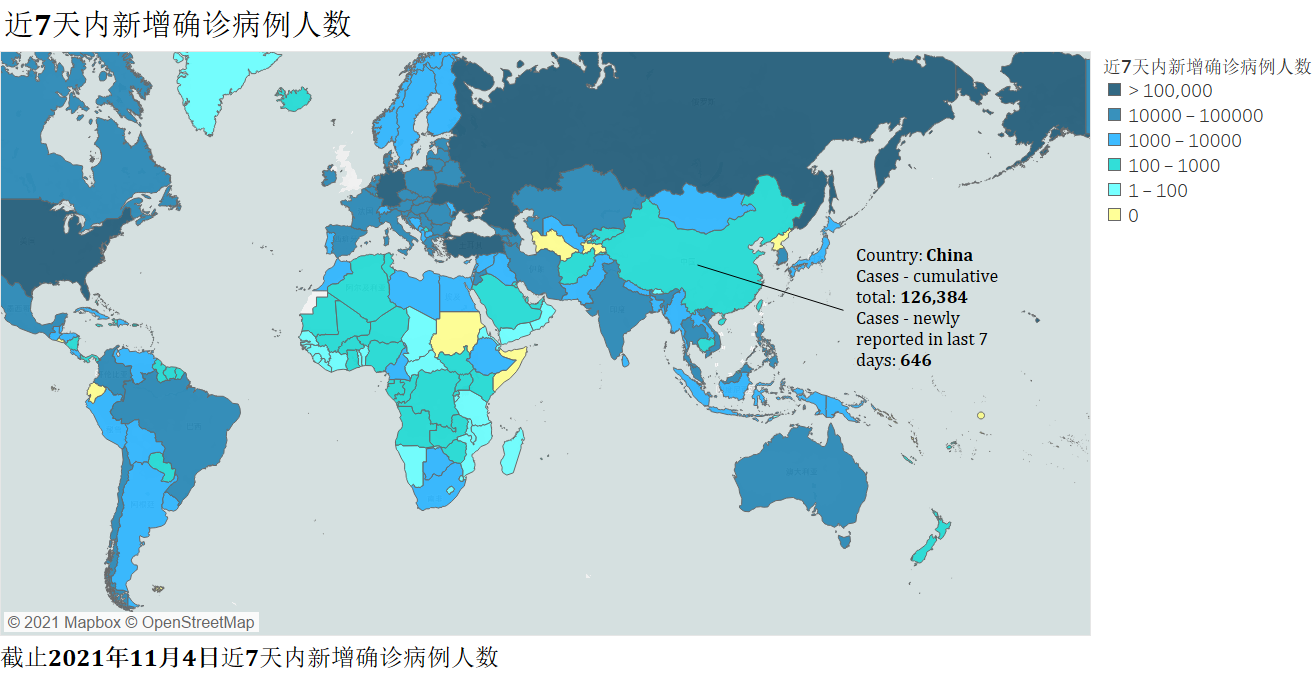 近7天内新增确诊病例人数
近7天内新增确诊病例人数
> 100,000
10000 – 100000
1000 – 10000
100 – 1000
1 – 100
0
Country: China
Cases - cumulative
total: 126,384
Cases - newly
reported in last 7
days: 646
© 2021 Mapbox © OpenStreetMap
截止2021年11月4日近7天内新增确诊病例人数